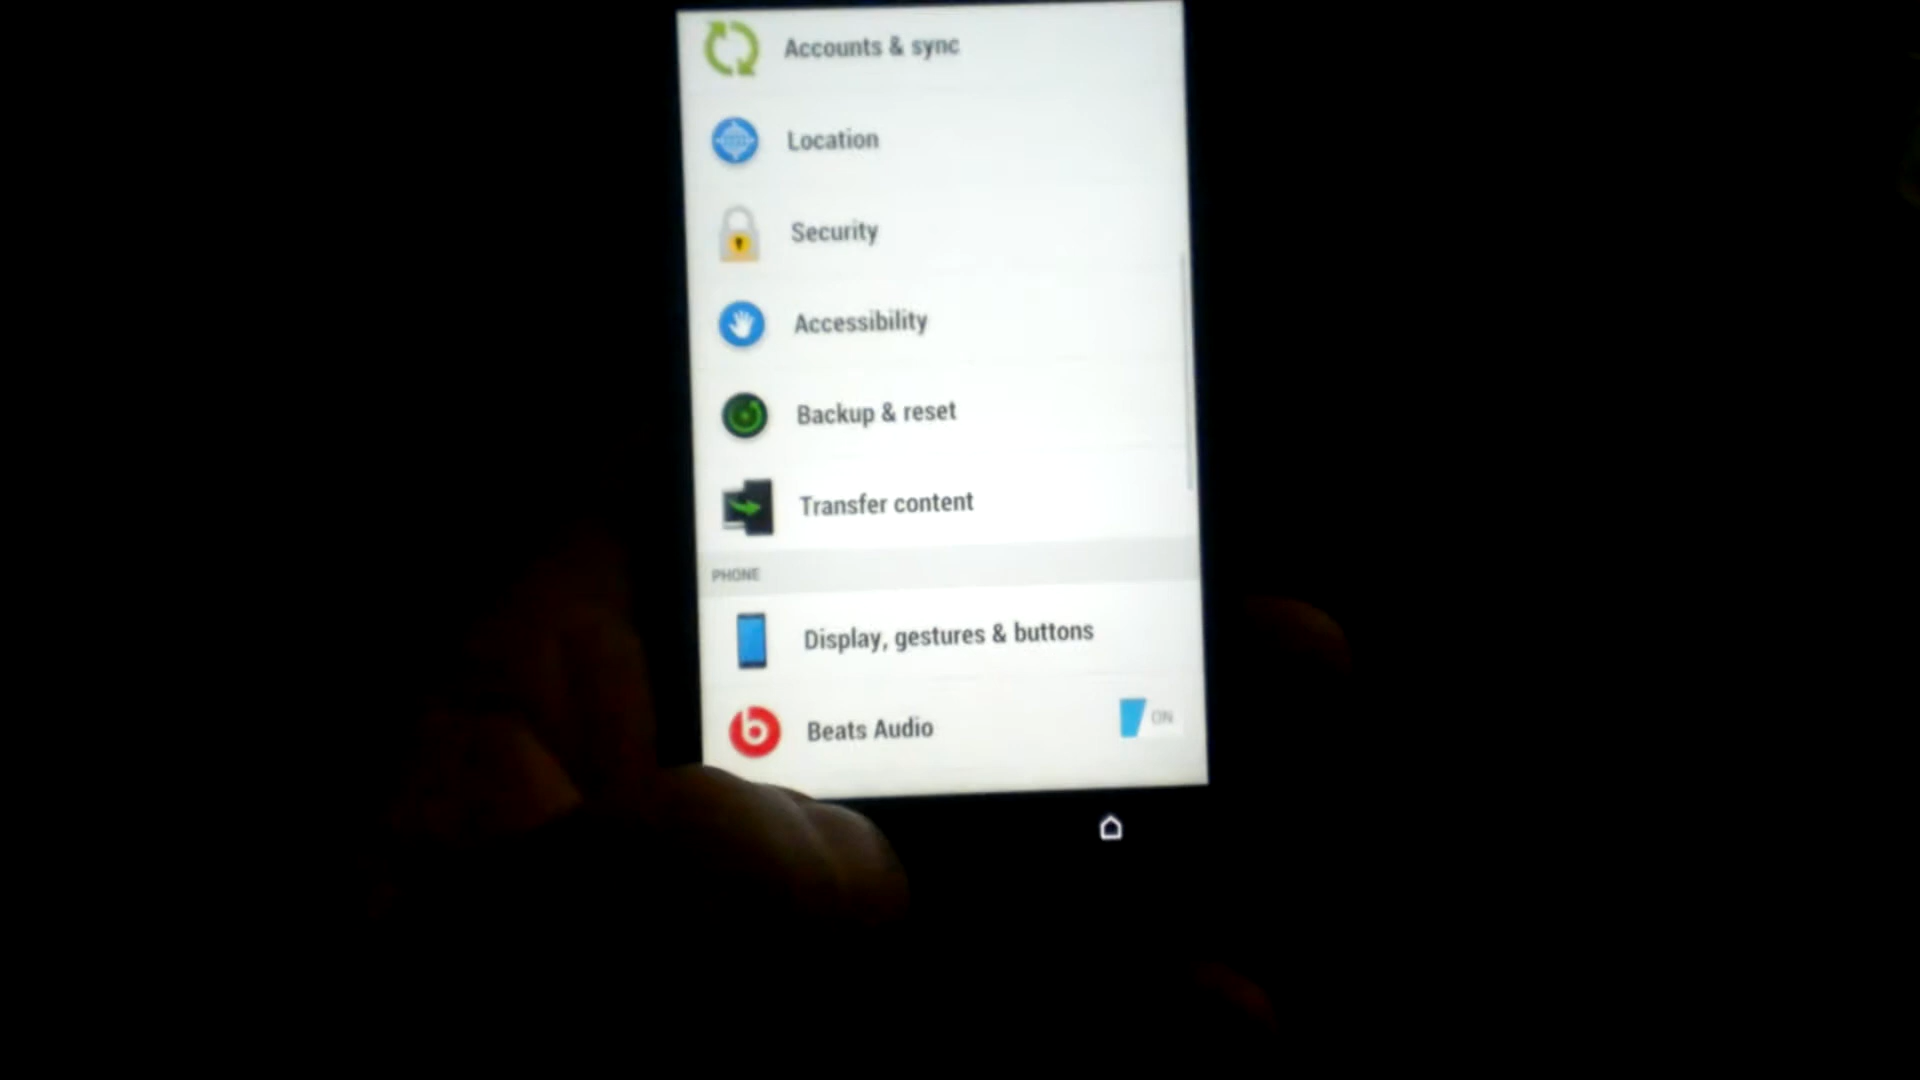 Accounts & sync
Location
Security
Accessibility
Backup & reset
Transfer content
PHONE
Display, gestures & buttons
Beats Audio ON